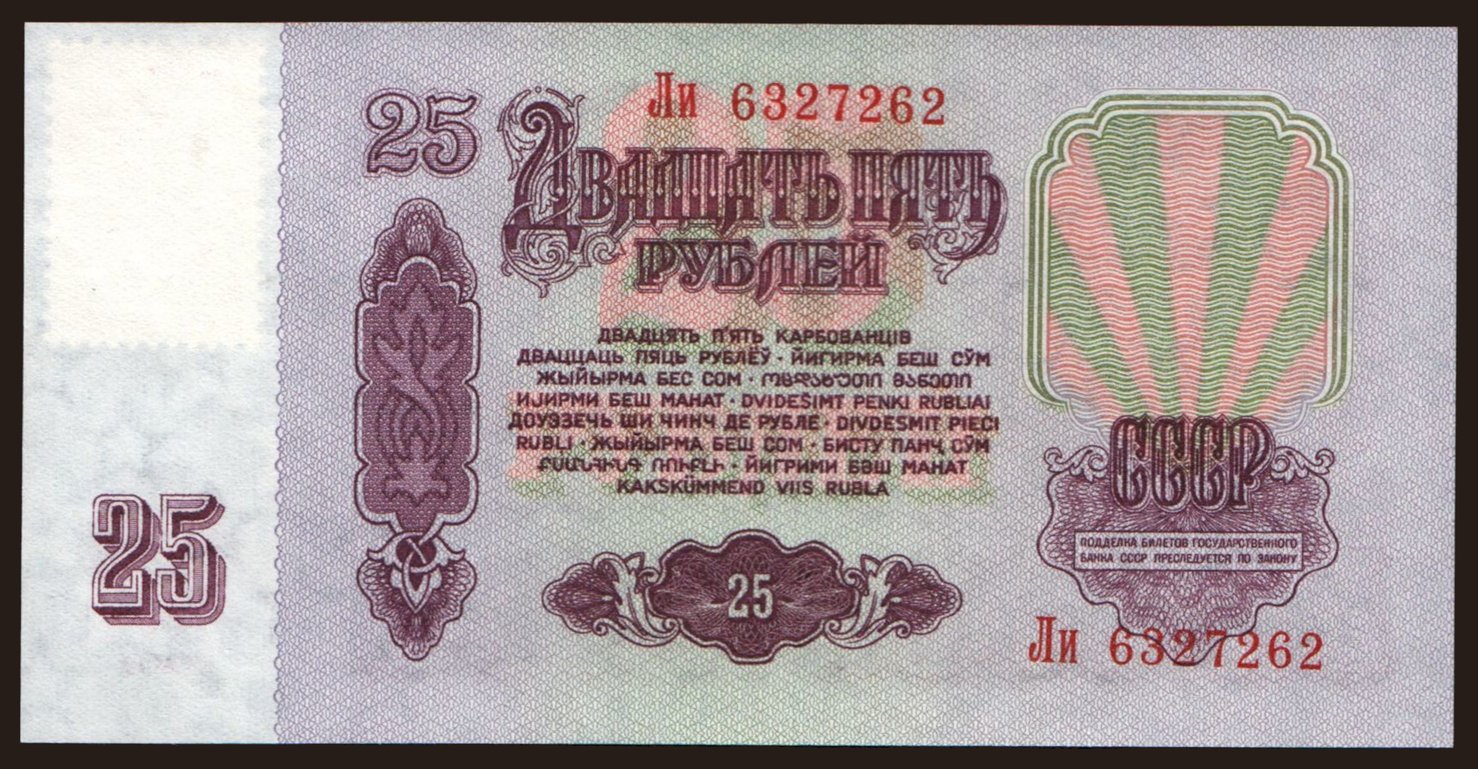 25
Ли 6327262
Двадцать пять
рублей
ДВАДЦЯТЬ П'ЯТЬ КАРБОВАНЦІВ
ДВАЦЦАЦЬ ПЯЦЬ РУБЛЁЎ · ЙИГИРМА БЕШ СЎМ
ЖЫЙЫРМА БЕС СОМ · ოცდახუთი მანეთი
ИЈИРМИ БЕШ МАНАТ · DVIDEŠIMT PENKI RUBLIAI
ДОУЭЗЕЧЬ ШИ ЧИНЧ ДЕ РУБЛЕ · DIVDESMIT PIECI
RUBĻI · ЖЫЙЫРМА БЕШ СОМ · БИСТУ ПАНҶ СЎМ
ՔՍԱՆՀԻՆԳ ՌՈՒԲԼԻ · ЙИГРИМИ БӘШ МАНАТ
KAKSKÜMMEND VIIS RUBLA
25
25
СССР
ПОДДЕЛКА БИЛЕТОВ ГОСУДАРСТВЕННОГО
БАНКА СССР ПРЕСЛЕДУЕТСЯ ПО ЗАКОНУ
Ли 6327262